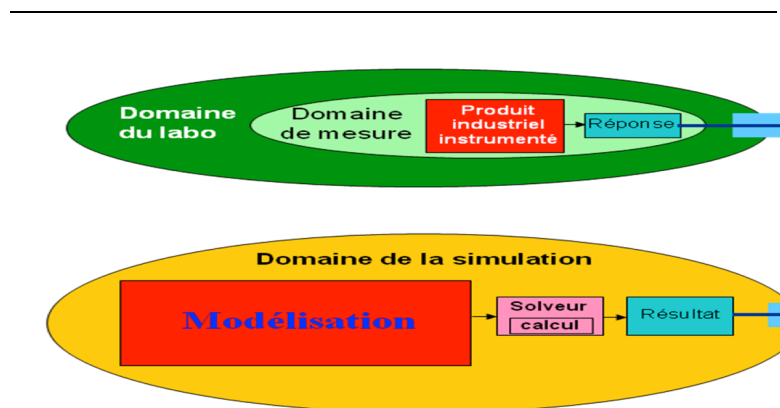 Domaine
du labo
Domaine
de mesure
Produit
industriel
instrumenté
Réponse
Domaine de la simulation
Modélisation
Solveur
calcul
Résultat